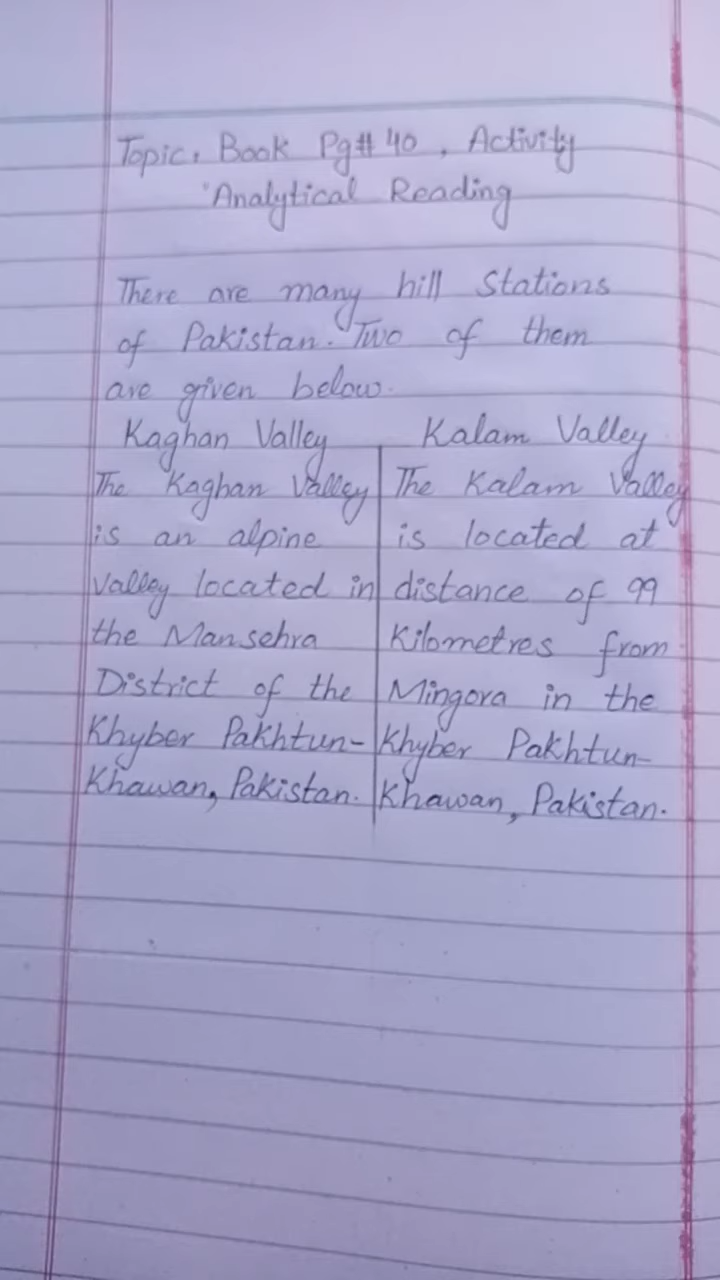 Topic, Book Pg# 40, Activity
'Analytical Reading
There are many hill Stations
of Pakistan. Two of them
are given below.
Kaghan Valley
The Kaghan Valley
is an alpine
Valley located in
the Mansehra
District of the
Khyber Pakhtun-
Khawan, Pakistan.
Kalam Valley
The Kalam Valley
is located at
distance of 99
Kilometres from
Mingora in the
Khyber Pakhtun-
Khawan, Pakistan.